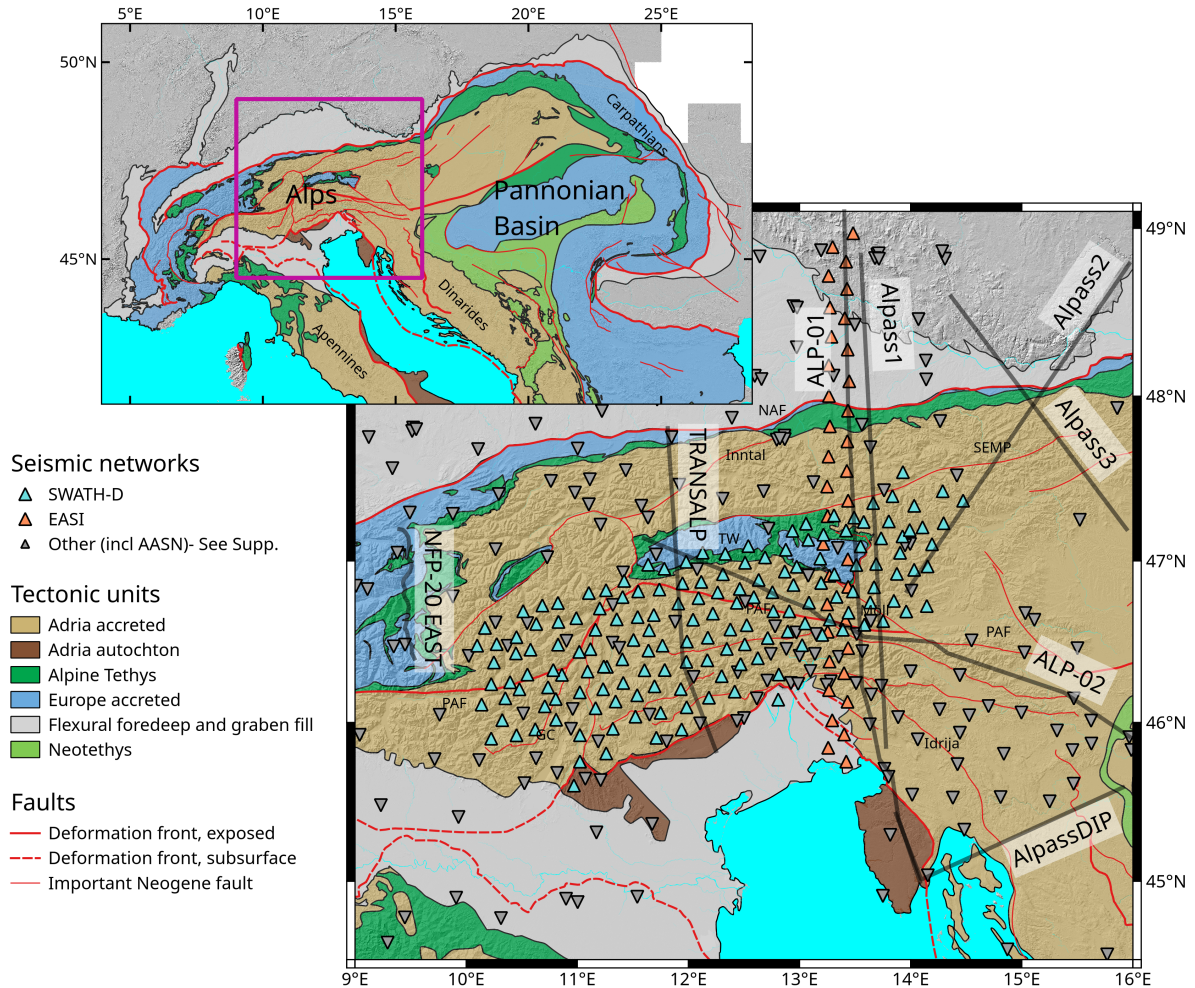 5°E
10°E
15°E
20°E
25°E
50°N
45°N
Carpathians
Alps
Pannonian
Basin
Dinarides
Apennines
49°N
48°N
47°N
46°N
45°N
Alpass2
Alpass1
ALP-01
Alpass3
NAF
SEMP
Inntal
TRANSALP
TW
NFP-20 EAST
PAF
Möll
PAF
ALP-02
PAF
GC
Idrija
AlpassDIP
9°E
10°E
11°E
12°E
13°E
14°E
15°E
16°E
Seismic networks
SWATH-D
EASI
Other (incl AASN)- See Supp.
Tectonic units
Adria accreted
Adria autochton
Alpine Tethys
Europe accreted
Flexural foredeep and graben fill
Neotethys
Faults
Deformation front, exposed
Deformation front, subsurface
Important Neogene fault